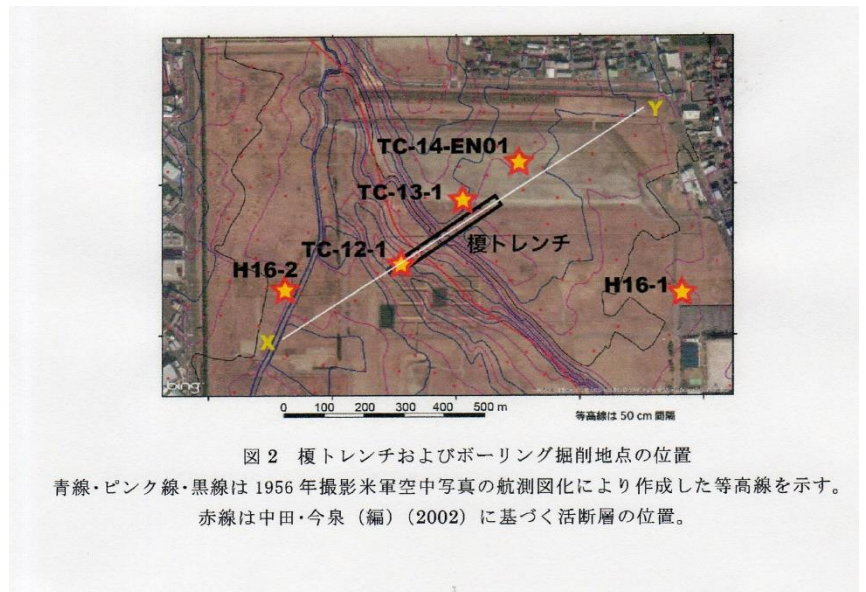 Y
TC-14-EN01
TC-13-1
榎トレンチ
TC-12-1
H16-2
H16-1
X
bing
0 100 200 300 400 500 m
等高線は 50 cm 間隔
図 2 榎トレンチおよびボーリング掘削地点の位置
青線・ピンク線・黒線は 1956 年撮影米軍空中写真の航測図化により作成した等高線を示す。
赤線は中田・今泉（編）(2002) に基づく活断層の位置。